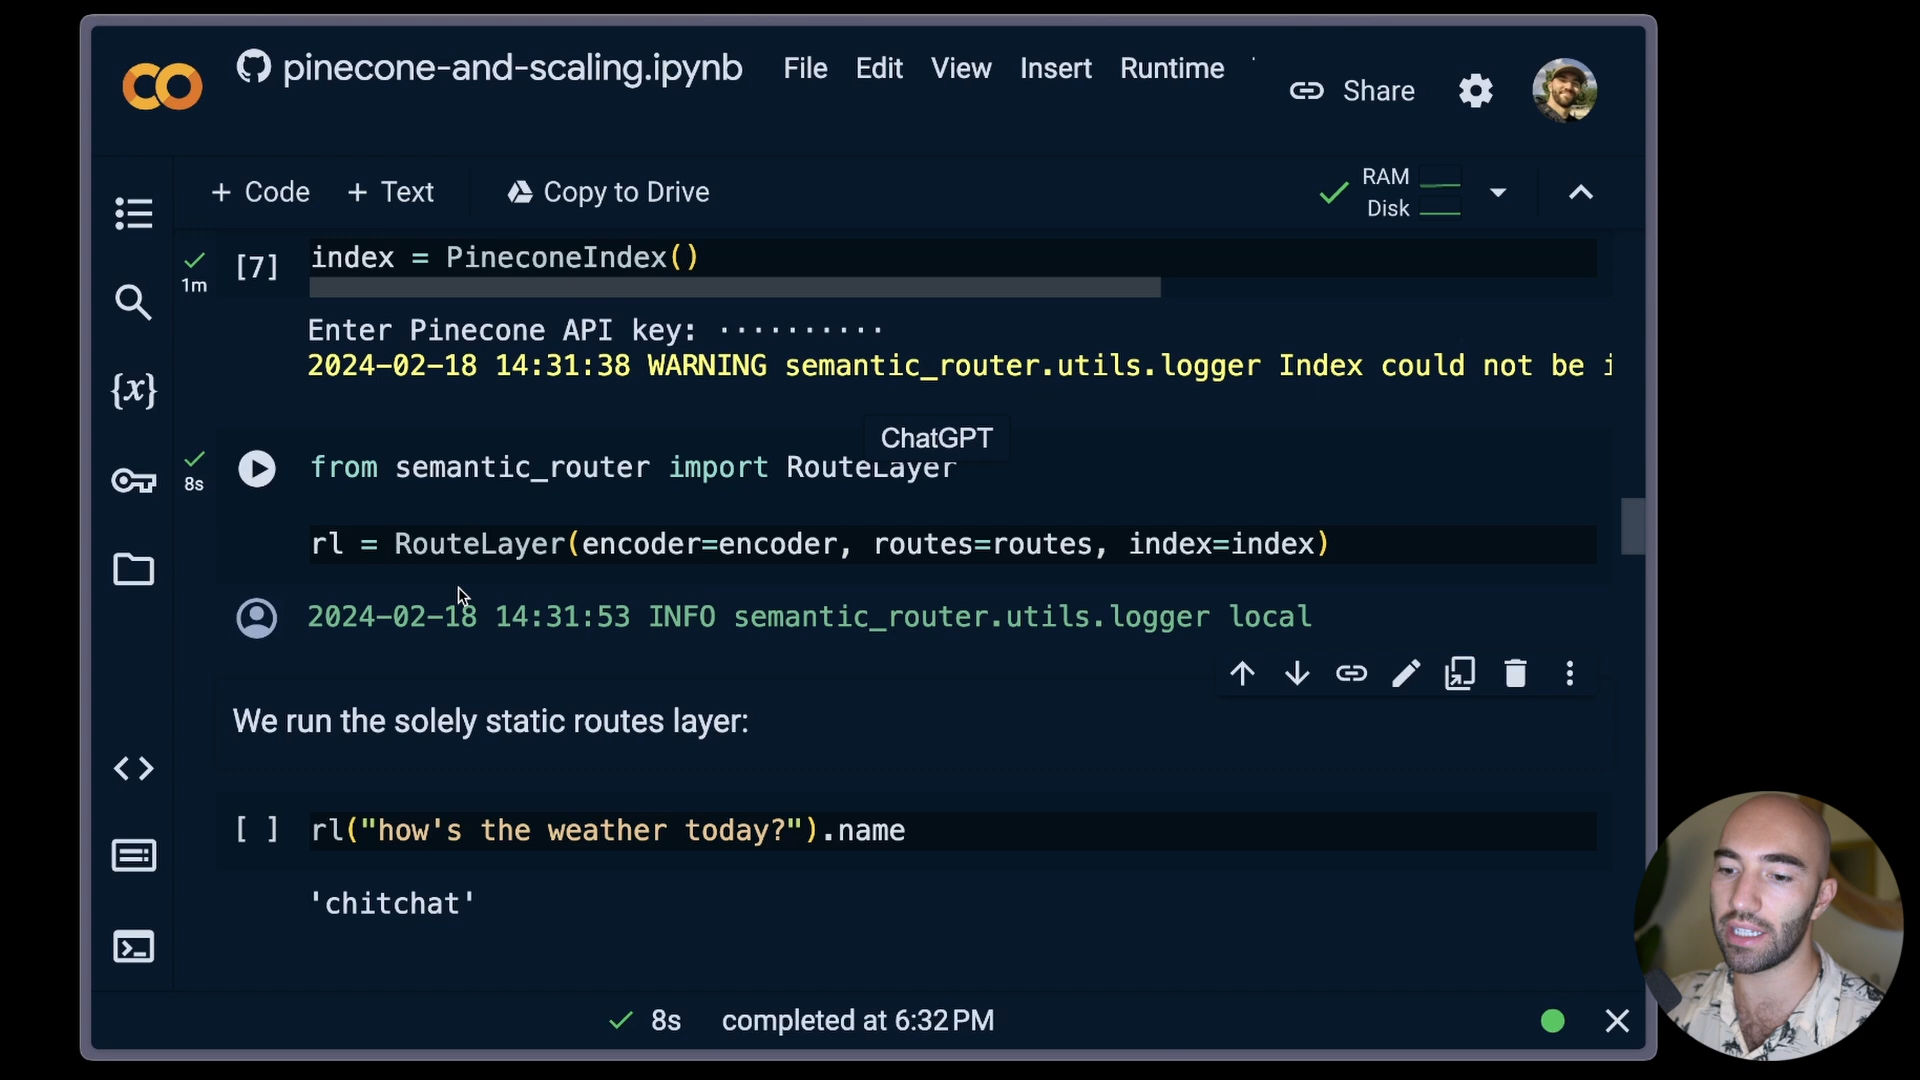 pinecone-and-scaling.ipynb File Edit View Insert Runtime
Share
+ Code + Text Copy to Drive
RAM
Disk
[7] index = PineconeIndex()
1m
Enter Pinecone API key: ··········
2024-02-18 14:31:38 WARNING semantic_router.utils.logger Index could not be i
ChatGPT
from semantic_router import RouteLayer
8s
rl = RouteLayer(encoder=encoder, routes=routes, index=index)
2024-02-18 14:31:53 INFO semantic_router.utils.logger local
We run the solely static routes layer:
[ ] rl("how's the weather today?").name
'chitchat'
8s completed at 6:32 PM